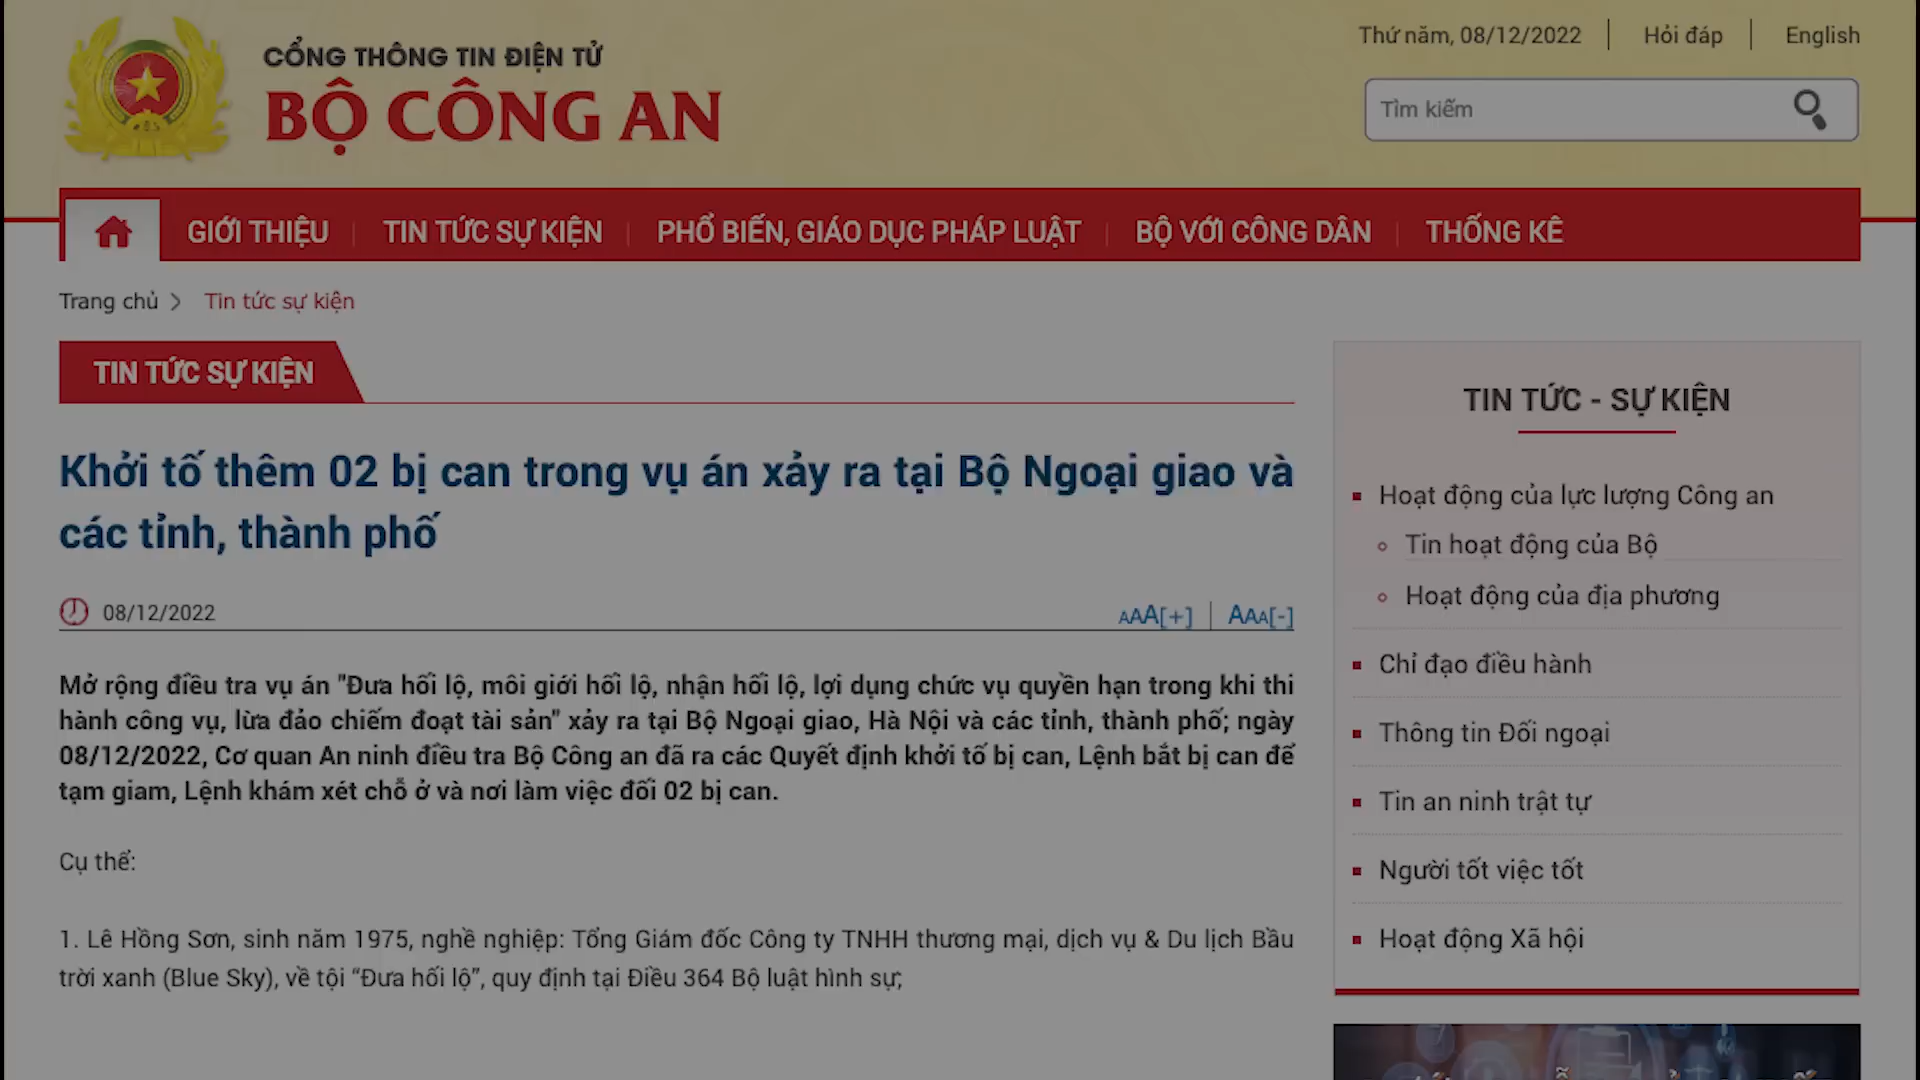 CỔNG THÔNG TIN ĐIỆN TỬ
BỘ CÔNG AN
Thứ năm, 08/12/2022
Hỏi đáp
English
Tìm kiếm
GIỚI THIỆU
TIN TỨC SỰ KIỆN
PHỔ BIẾN, GIÁO DỤC PHÁP LUẬT
BỘ VỚI CÔNG DÂN
THỐNG KÊ
Trang chủ
Tin tức sự kiện
TIN TỨC SỰ KIỆN
Khởi tố thêm 02 bị can trong vụ án xảy ra tại Bộ Ngoại giao và
các tỉnh, thành phố
08/12/2022
AAA[+]
AAA[-]
Mở rộng điều tra vụ án "Đưa hối lộ, môi giới hối lộ, nhận hối lộ, lợi dụng chức vụ quyền hạn trong khi thi
hành công vụ, lừa đảo chiếm đoạt tài sản" xảy ra tại Bộ Ngoại giao, Hà Nội và các tỉnh, thành phố; ngày
08/12/2022, Cơ quan An ninh điều tra Bộ Công an đã ra các Quyết định khởi tố bị can, Lệnh bắt bị can để
tạm giam, Lệnh khám xét chỗ ở và nơi làm việc đối 02 bị can.
Cụ thể:
1. Lê Hồng Sơn, sinh năm 1975, nghề nghiệp: Tổng Giám đốc Công ty TNHH thương mại, dịch vụ & Du lịch Bầu
trời xanh (Blue Sky), về tội “Đưa hối lộ”, quy định tại Điều 364 Bộ luật hình sự;
TIN TỨC - SỰ KIỆN
Hoạt động của lực lượng Công an
Tin hoạt động của Bộ
Hoạt động của địa phương
Chỉ đạo điều hành
Thông tin Đối ngoại
Tin an ninh trật tự
Người tốt việc tốt
Hoạt động Xã hội